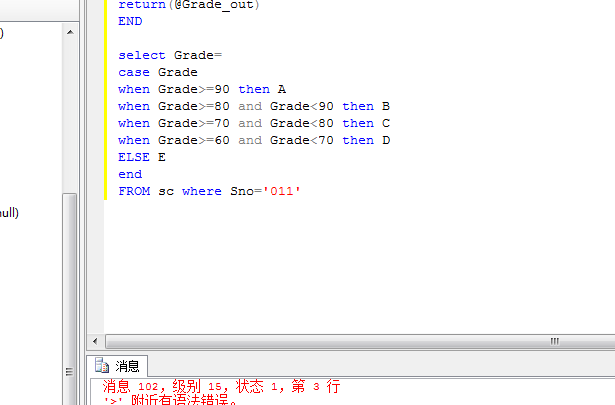 )
null)
return(@Grade_out)
END
select Grade=
case Grade
when Grade>=90 then A
when Grade>=80 and Grade<90 then B
when Grade>=70 and Grade<80 then C
when Grade>=60 and Grade<70 then D
ELSE E
end
FROM sc where Sno='011'
消息
消息 102，级别 15，状态 1，第 3 行
'>' 附近有语法错误。